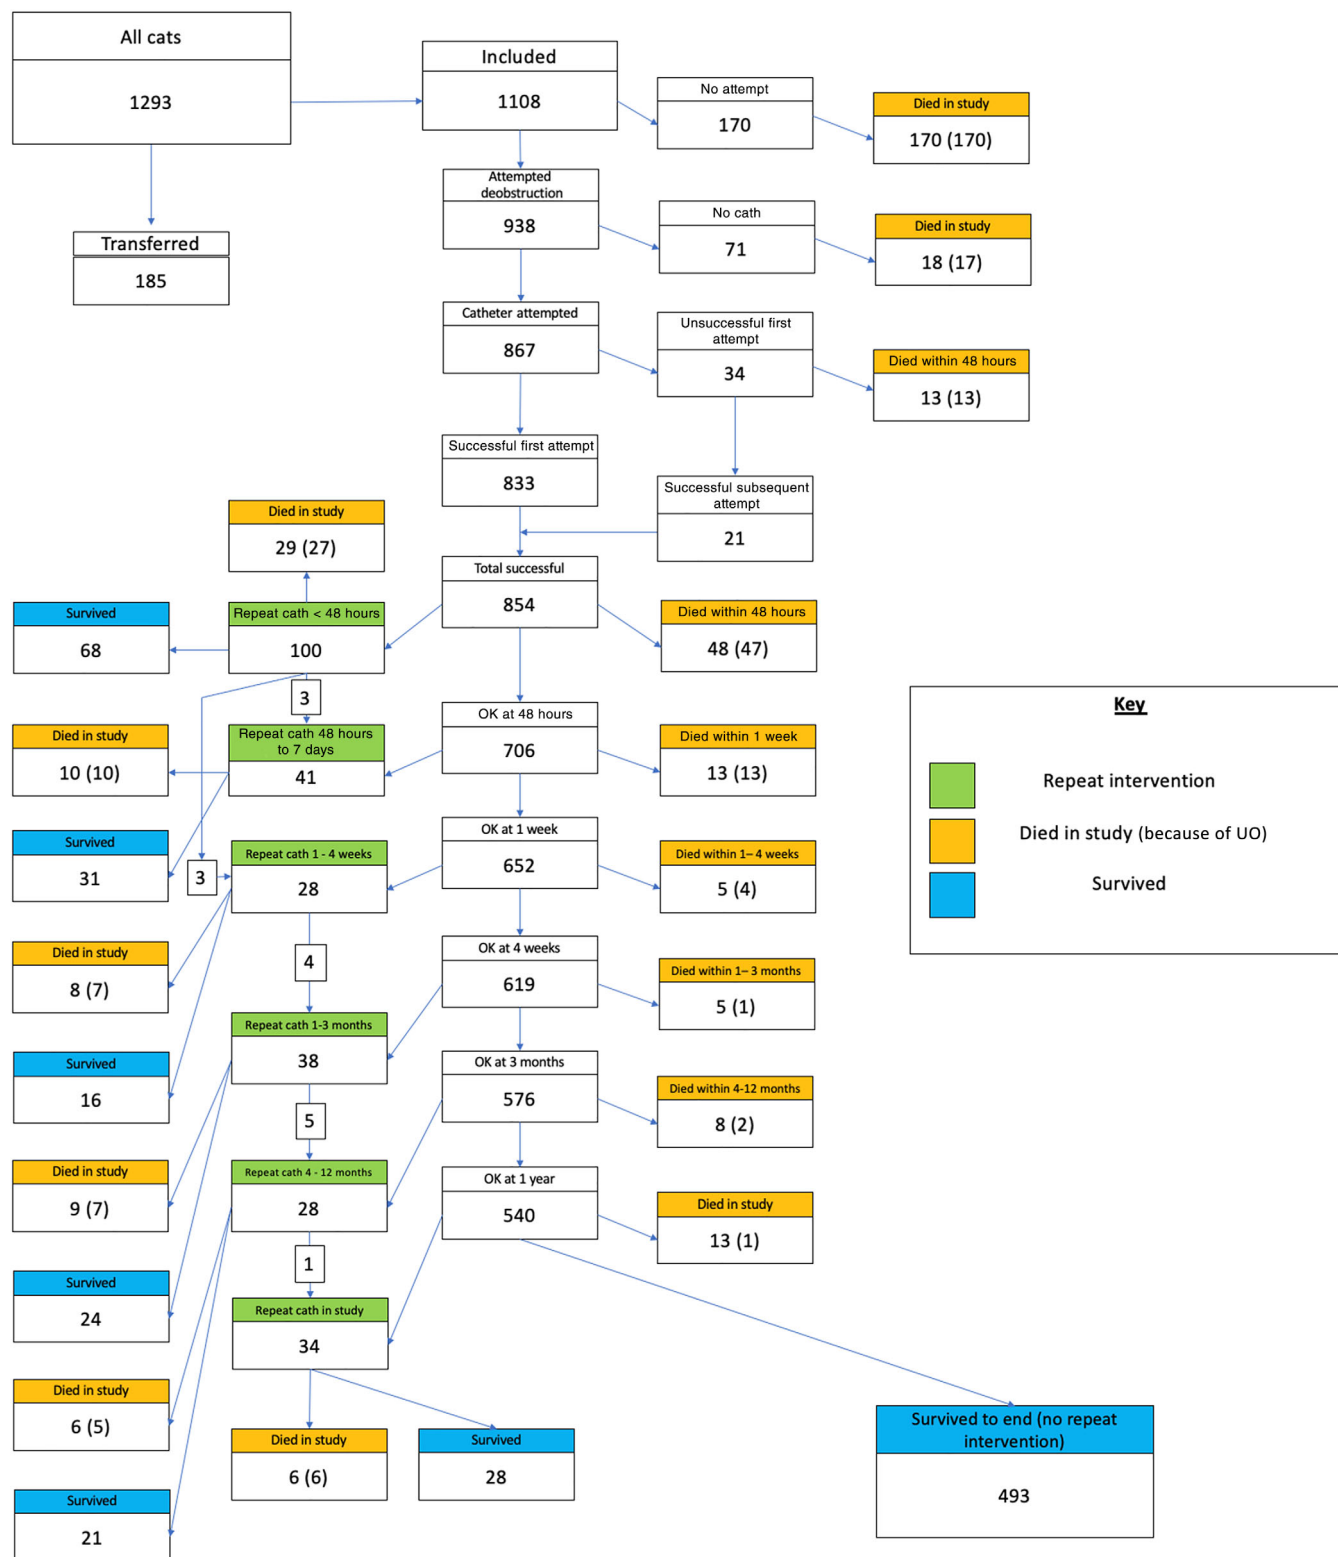 All cats
1293
Included
1108
No attempt
170
Died in study
170 (170)
Attempted
deobstruction
938
No cath
71
Died in study
18 (17)
Transferred
185
Catheter attempted
867
Unsuccessful first
attempt
34
Died within 48 hours
13 (13)
Successful first attempt
833
Successful subsequent
attempt
21
Died in study
29 (27)
Total successful
854
Survived
68
Repeat cath < 48 hours
100
Died within 48 hours
48 (47)
3
OK at 48 hours
706
Died in study
10 (10)
Repeat cath 48 hours
to 7 days
41
Died within 1 week
13 (13)
OK at 1 week
652
Survived
31
3
Repeat cath 1 - 4 weeks
28
Died within 1– 4 weeks
5 (4)
Key
Repeat intervention
Died in study (because of UO)
Survived
Died in study
8 (7)
4
OK at 4 weeks
619
Died within 1– 3 months
5 (1)
Survived
16
Repeat cath 1-3 months
38
OK at 3 months
576
Died within 4-12 months
8 (2)
5
Died in study
9 (7)
Repeat cath 4 - 12 months
28
OK at 1 year
540
Died in study
13 (1)
1
Survived
24
Repeat cath in study
34
Died in study
6 (5)
Died in study
6 (6)
Survived
28
Survived to end (no repeat
intervention)
493
Survived
21